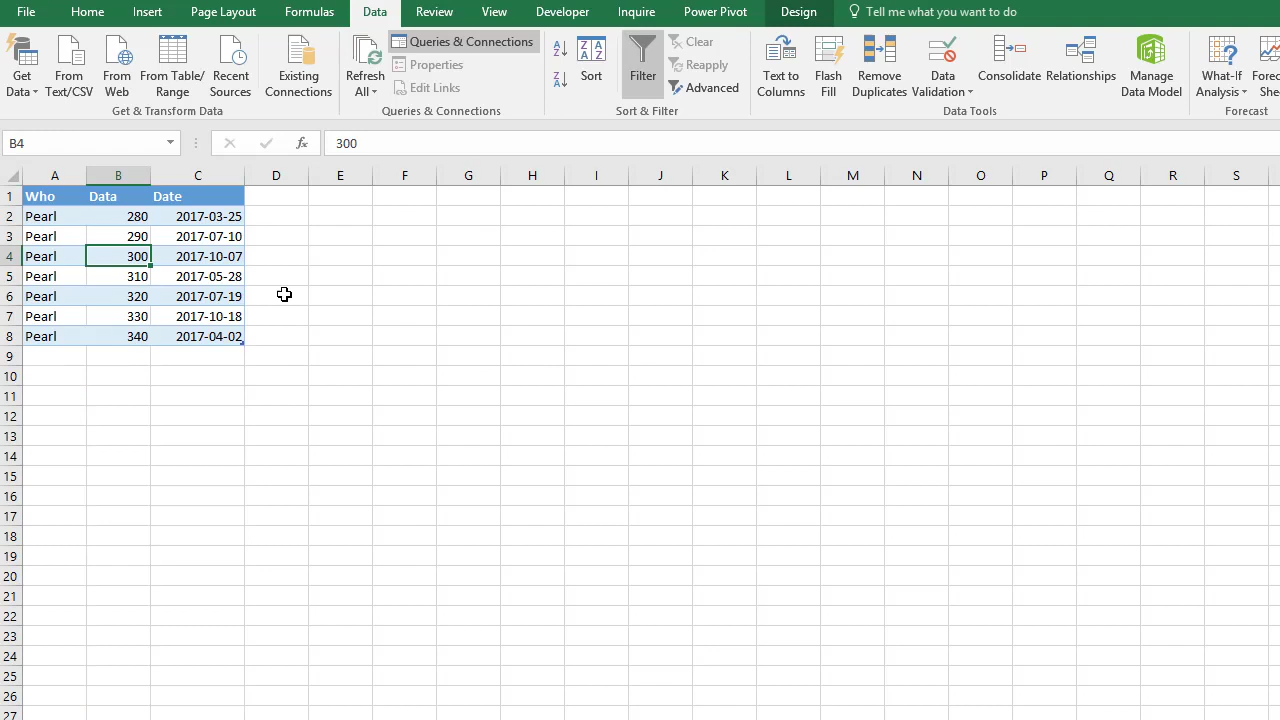 File Home Insert Page Layout Formulas Data Review View Developer Inquire Power Pivot Design Tell me what you want to do
Get Data From Text/CSV From Web From Table/ Range Recent Sources Existing Connections
Get & Transform Data
Refresh All Queries & Connections Properties Edit Links
Queries & Connections
Sort Filter Clear Reapply Advanced
Sort & Filter
Text to Columns Flash Fill Remove Duplicates Data Validation Consolidate Relationships Manage Data Model
Data Tools
What-If Analysis Forec She
Forecast
B4 fx 300
A B C D E F G H I J K L M N O P Q R S
1 Who Data Date
2 Pearl 280 2017-03-25
3 Pearl 290 2017-07-10
4 Pearl 300 2017-10-07
5 Pearl 310 2017-05-28
6 Pearl 320 2017-07-19
7 Pearl 330 2017-10-18
8 Pearl 340 2017-04-02
9
10
11
12
13
14
15
16
17
18
19
20
21
22
23
24
25
26
27